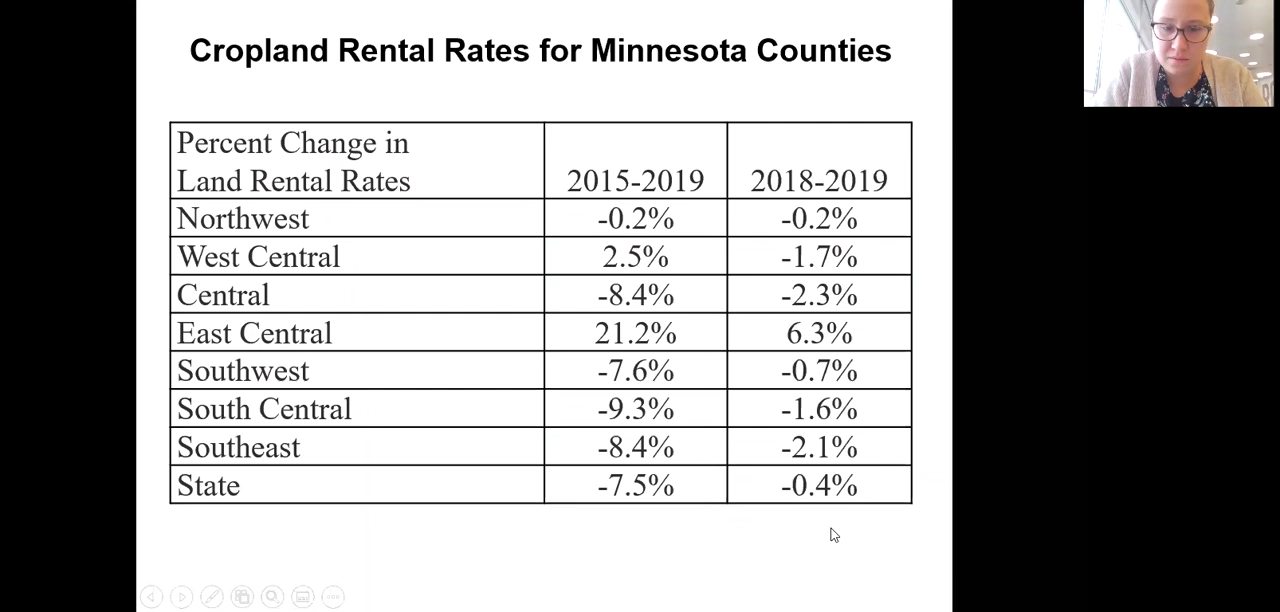 Cropland Rental Rates for Minnesota Counties
Percent Change in
Land Rental Rates 2015-2019 2018-2019
Northwest -0.2% -0.2%
West Central 2.5% -1.7%
Central -8.4% -2.3%
East Central 21.2% 6.3%
Southwest -7.6% -0.7%
South Central -9.3% -1.6%
Southeast -8.4% -2.1%
State -7.5% -0.4%